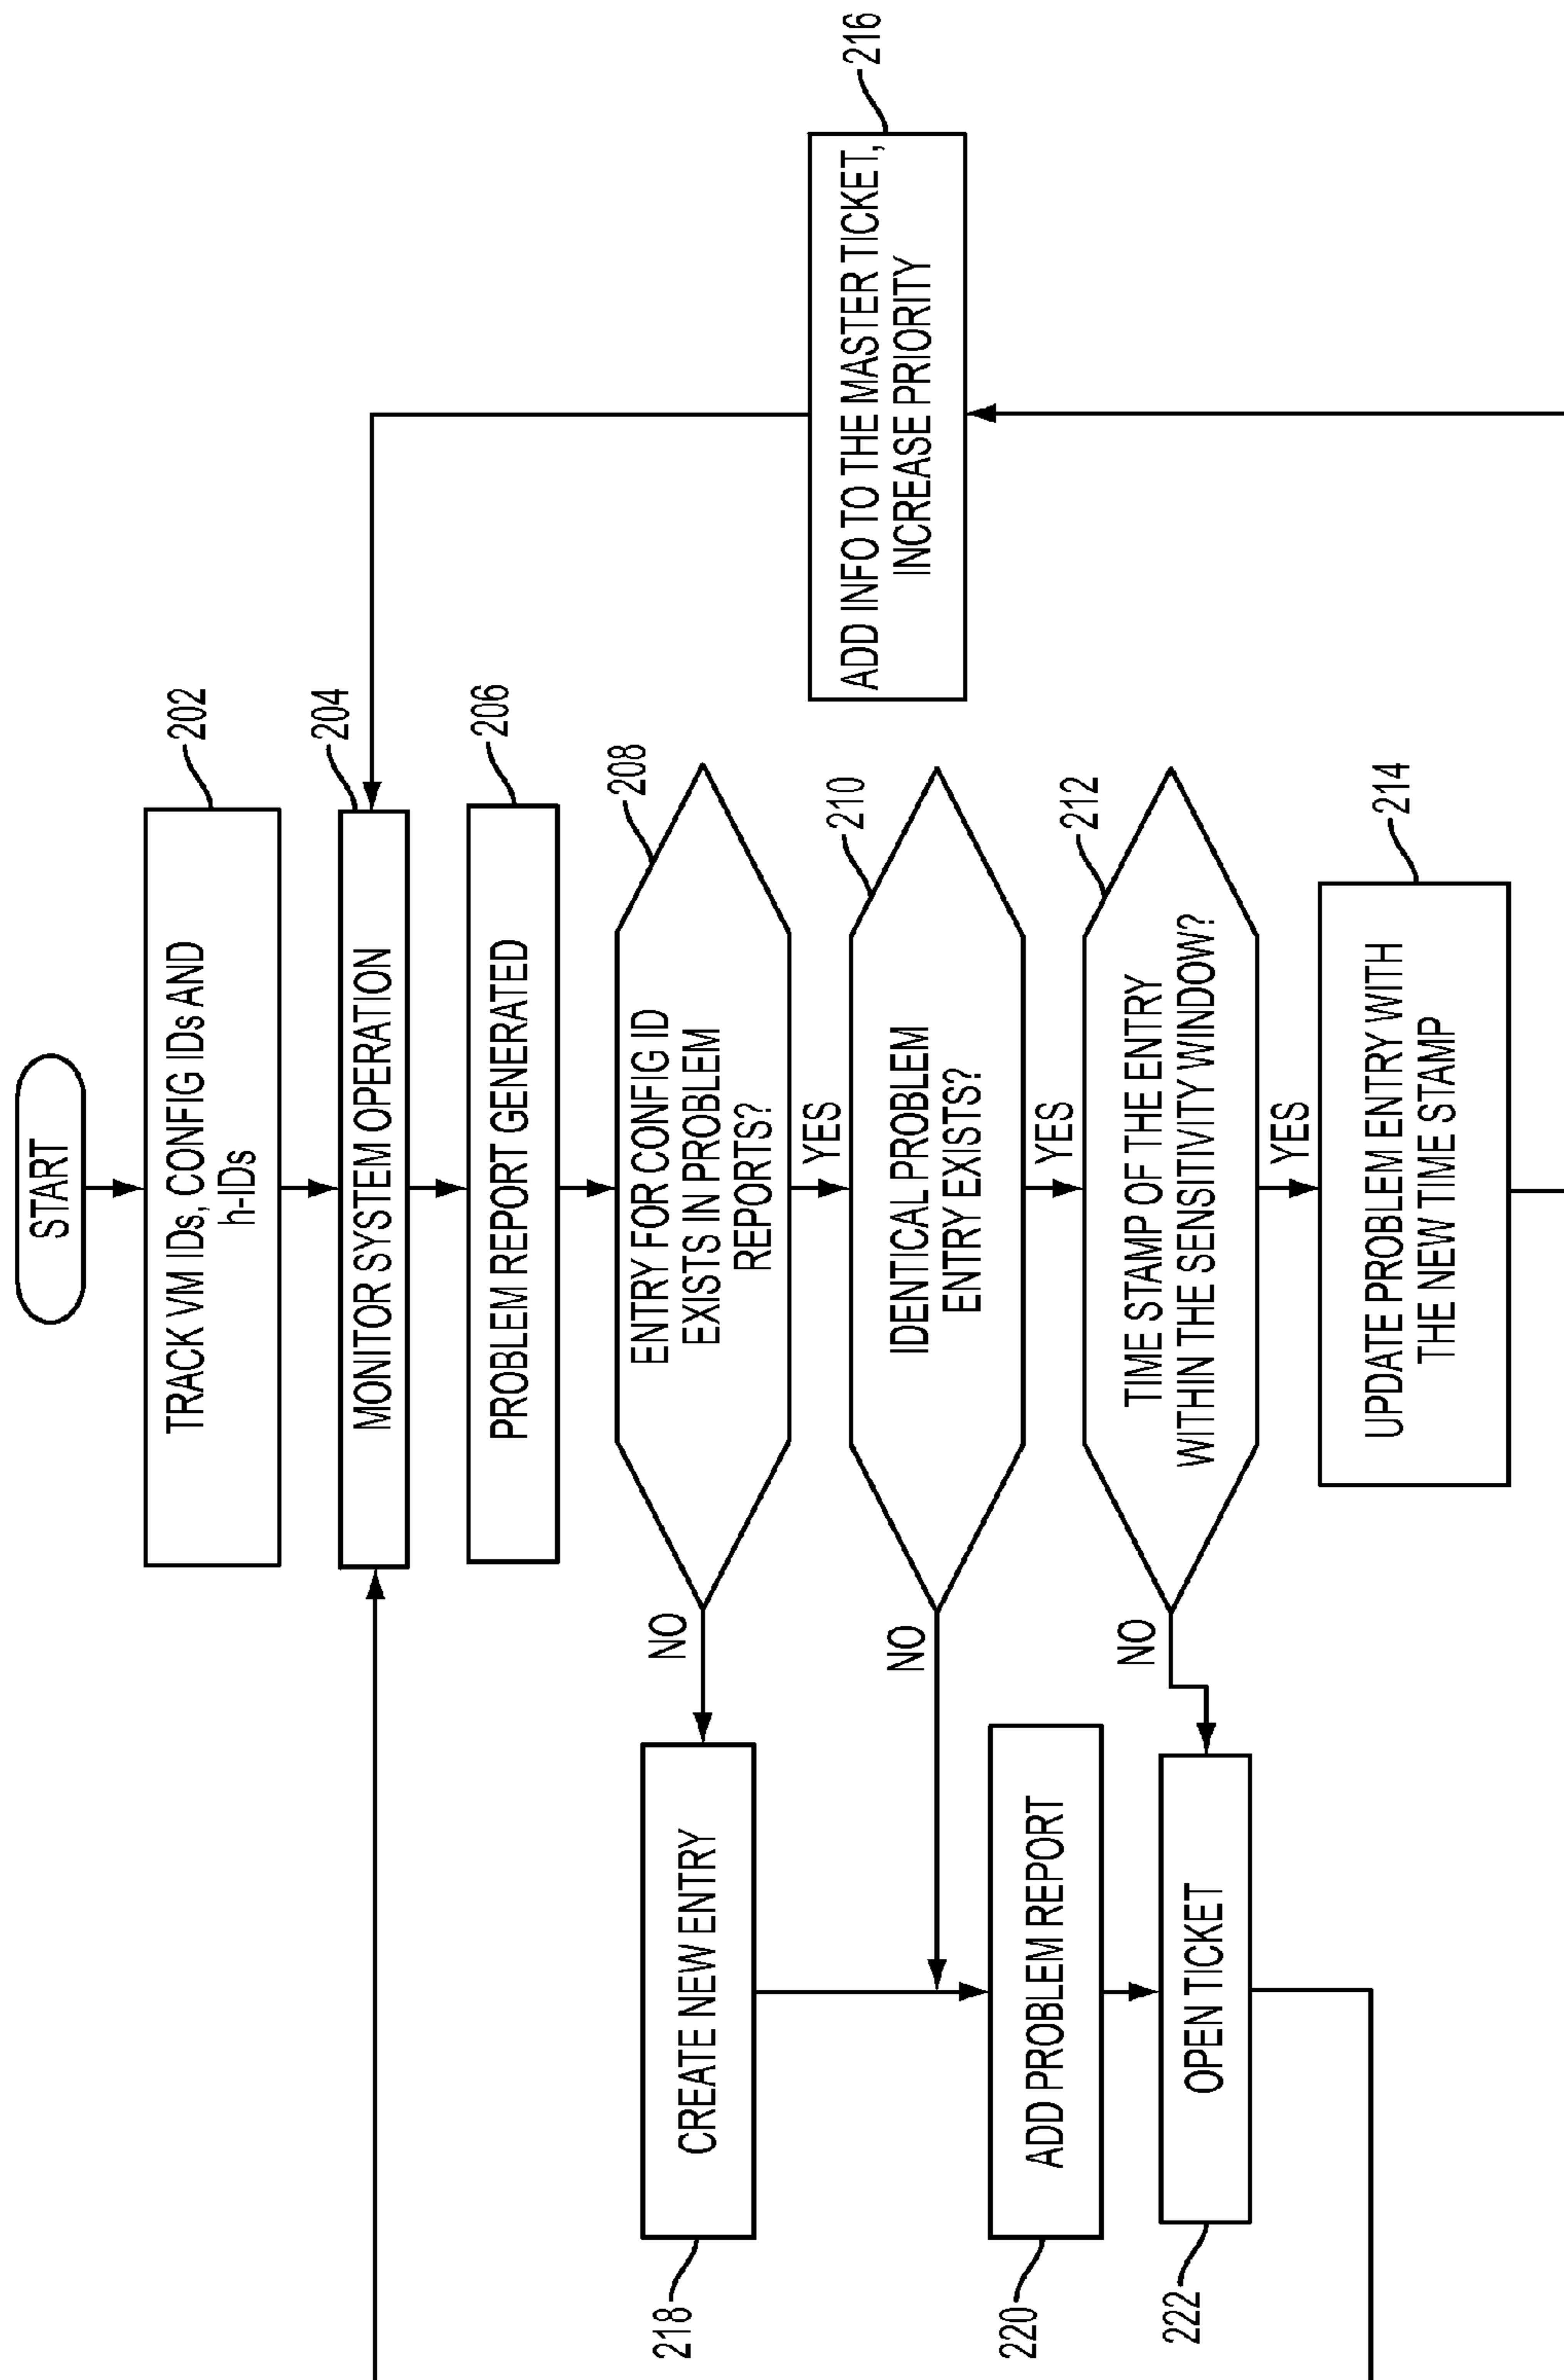 START
TRACK VM IDs, CONFIG IDs AND
h-IDs
202
MONITOR SYSTEM OPERATION
204
PROBLEM REPORT GENERATED
206
ENTRY FOR CONFIG ID
EXISTS IN PROBLEM
REPORTS?
208
NO
YES
CREATE NEW ENTRY
218
IDENTICAL PROBLEM
ENTRY EXISTS?
210
NO
YES
ADD PROBLEM REPORT
220
TIME STAMP OF THE ENTRY
WITHIN THE SENSITIVITY WINDOW?
212
NO
YES
OPEN TICKET
222
UPDATE PROBLEM ENTRY WITH
THE NEW TIME STAMP
214
ADD INFO TO THE MASTER TICKET,
INCREASE PRIORITY
216